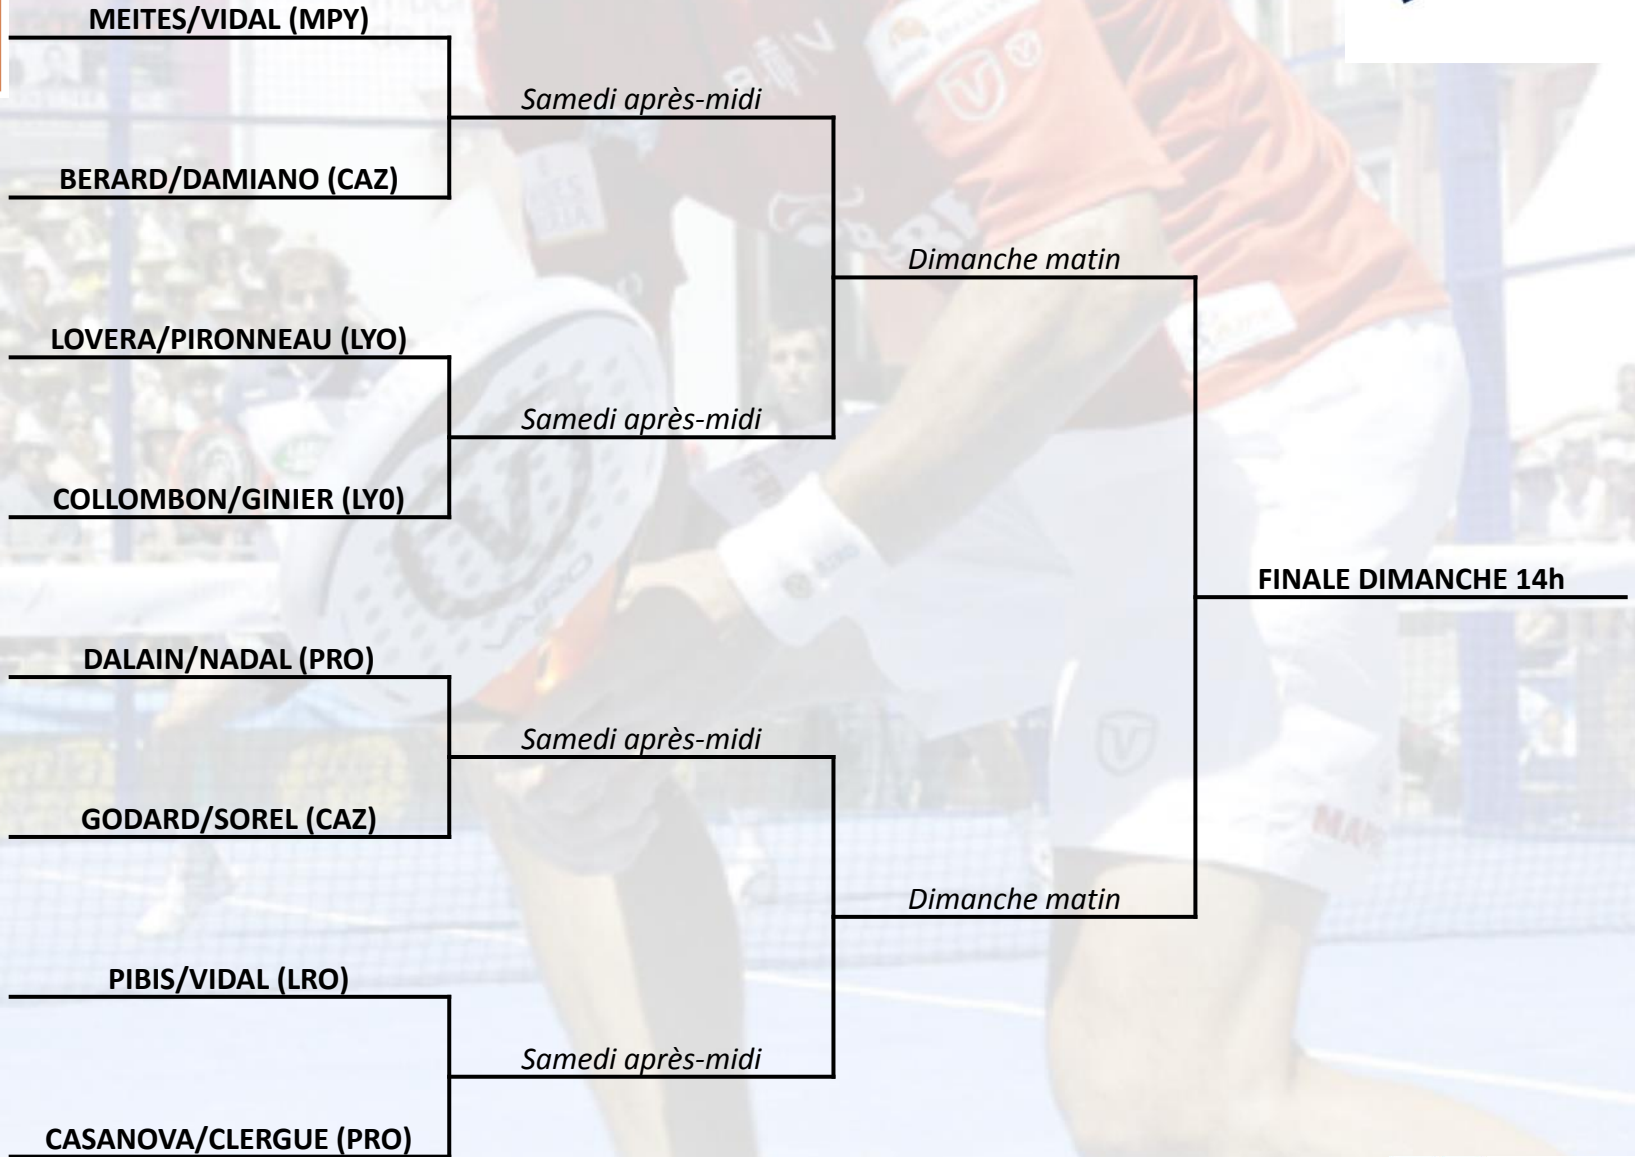 MEITES/VIDAL (MPY)
Samedi après-midi
BERARD/DAMIANO (CAZ)
Dimanche matin
LOVERA/PIRONNEAU (LYO)
Samedi après-midi
COLLOMBON/GINIER (LY0)
FINALE DIMANCHE 14h
DALAIN/NADAL (PRO)
Samedi après-midi
GODARD/SOREL (CAZ)
Dimanche matin
PIBIS/VIDAL (LRO)
Samedi après-midi
CASANOVA/CLERGUE (PRO)
VAIRO